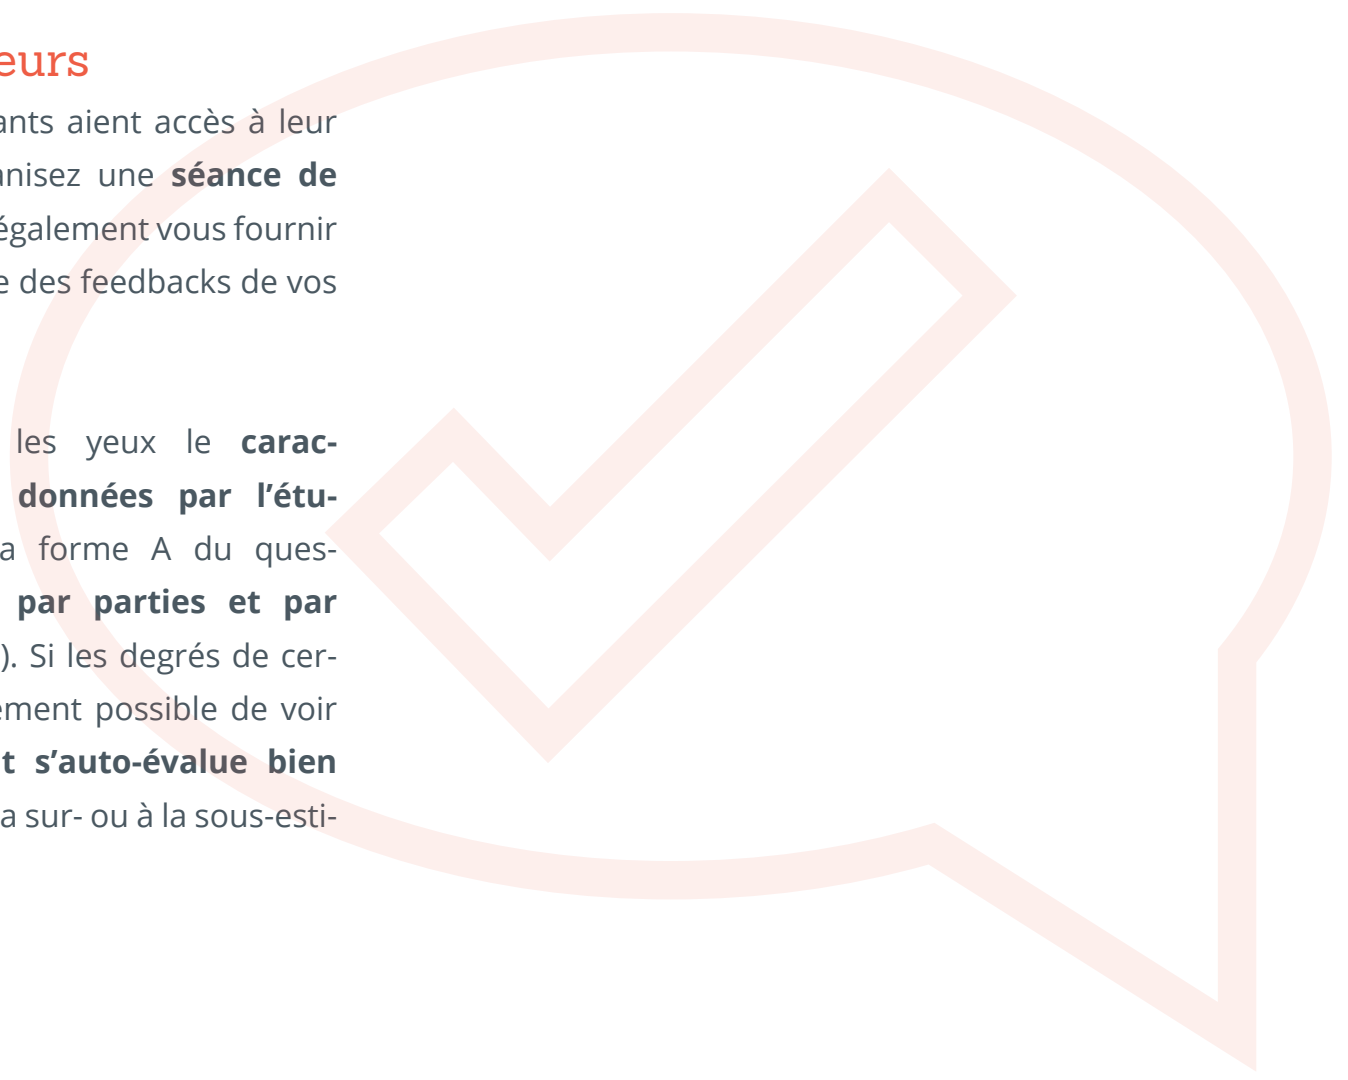 eurs
ants aient accès à leur
anisez une séance de
également vous fournir
e des feedbacks de vos
les yeux le carac-
données par l’étu-
a forme A du ques-
par parties et par
). Si les degrés de cer-
ement possible de voir
t s’auto-évalue bien
a sur- ou à la sous-esti-